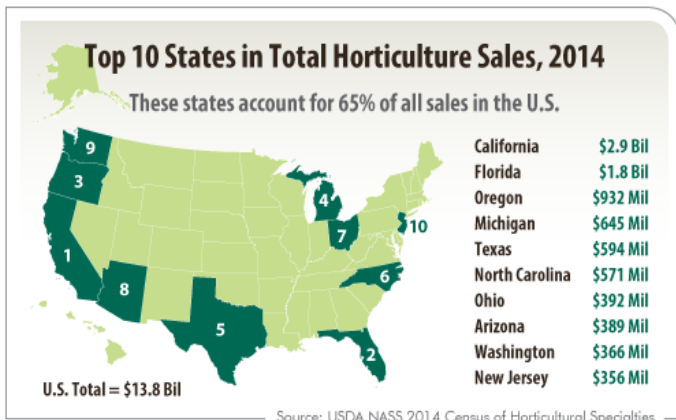 Top 10 States in Total Horticulture Sales, 2014
These states account for 65% of all sales in the U.S.
9
3
4
10
7
1
6
8
5
2
California $2.9 Bil
Florida $1.8 Bil
Oregon $932 Mil
Michigan $645 Mil
Texas $594 Mil
North Carolina $571 Mil
Ohio $392 Mil
Arizona $389 Mil
Washington $366 Mil
New Jersey $356 Mil
U.S. Total = $13.8 Bil
Source: USDA NASS 2014 Census of Horticultural Specialties